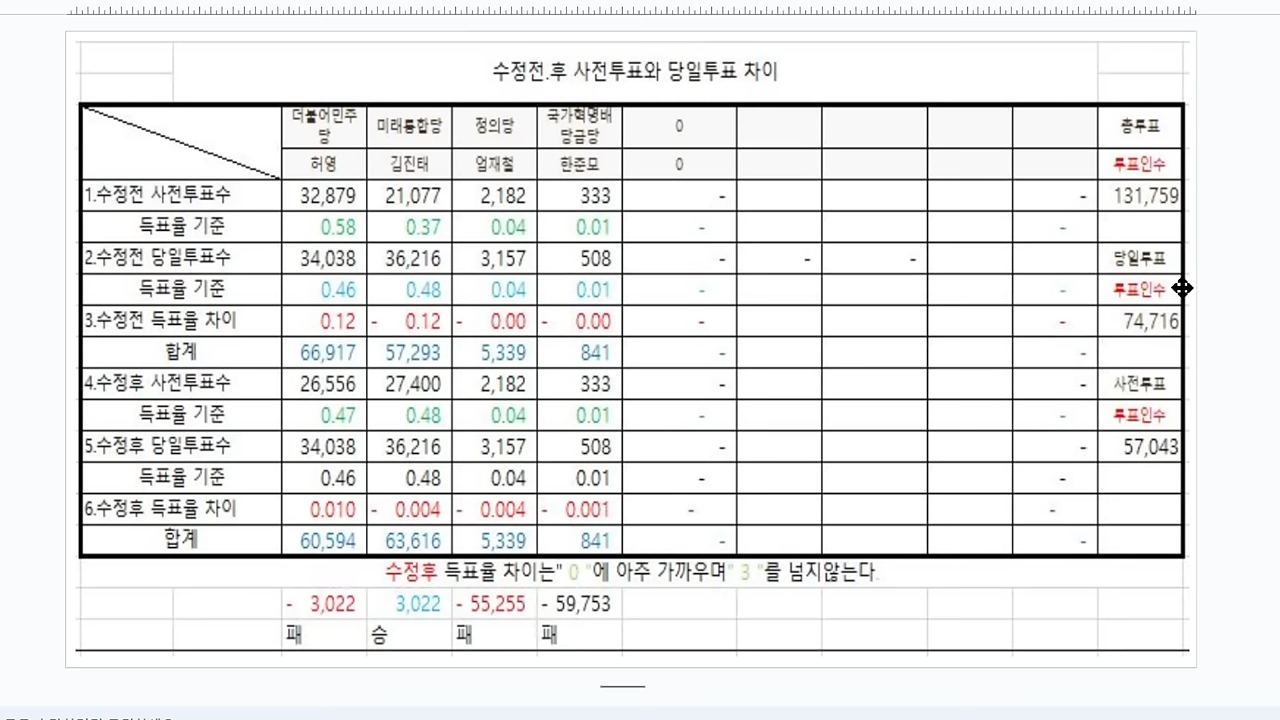 수정전.후 사전투표와 당일투표 차이
더불어민주당 미래통합당 정의당 국가혁명배당금당 0 총투표
허영 김진태 엄재철 한준모 0 투표인수
1.수정전 사전투표수 32,879 21,077 2,182 333 - - 131,759
득표율 기준 0.58 0.37 0.04 0.01 - -
2.수정전 당일투표수 34,038 36,216 3,157 508 - - - 당일투표
득표율 기준 0.46 0.48 0.04 0.01 - - 투표인수
3.수정전 득표율 차이 0.12 - 0.12 - 0.00 - 0.00 - - 74,716
합계 66,917 57,293 5,339 841 - -
4.수정후 사전투표수 26,556 27,400 2,182 333 - - 사전투표
득표율 기준 0.47 0.48 0.04 0.01 - - 투표인수
5.수정후 당일투표수 34,038 36,216 3,157 508 - - 57,043
득표율 기준 0.46 0.48 0.04 0.01 - -
6.수정후 득표율 차이 0.010 - 0.004 - 0.004 - 0.001 - -
합계 60,594 63,616 5,339 841 - -
수정후 득표율 차이는" 0 "에 아주 가까우며" 3 "를 넘지않는다.
- 3,022 3,022 - 55,255 - 59,753
패 승 패 패